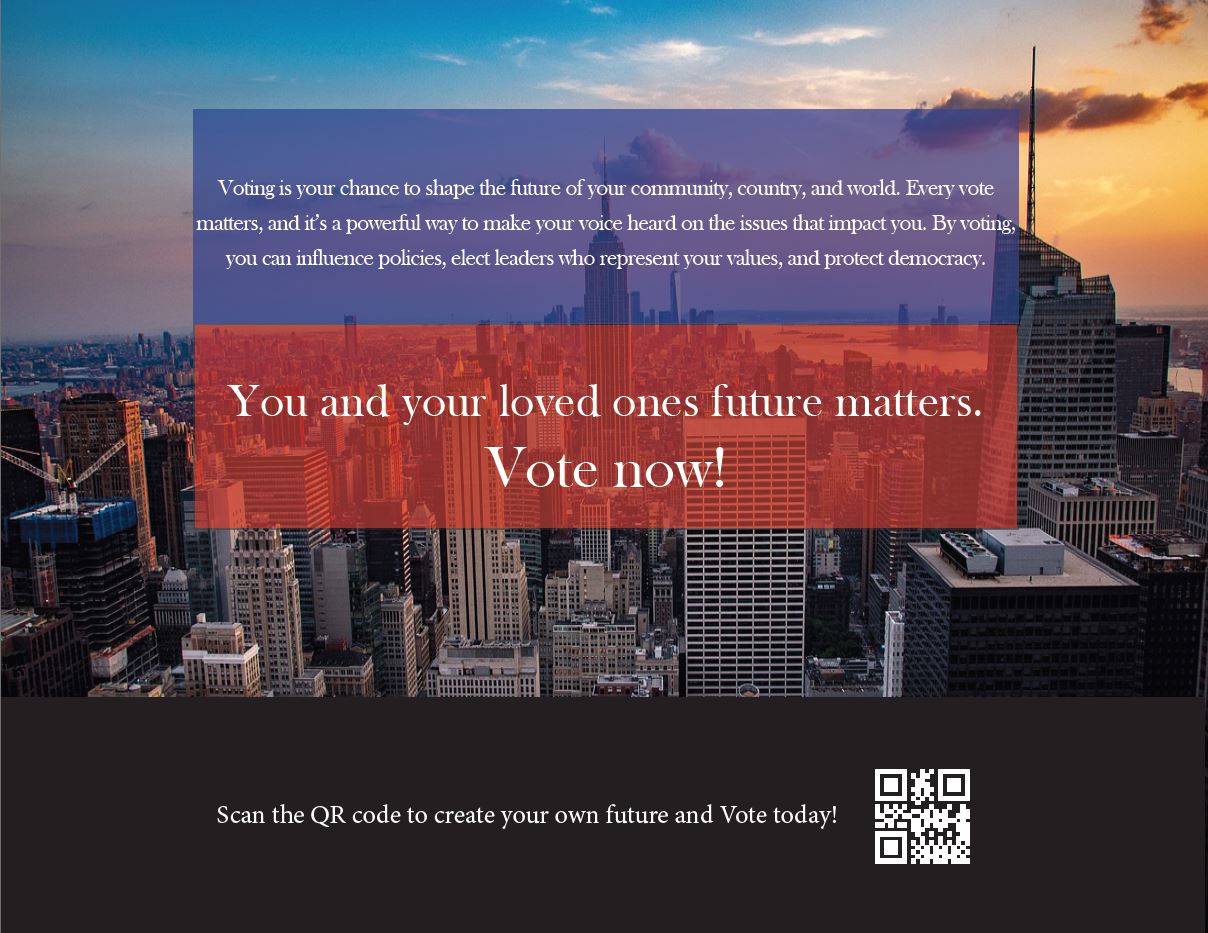 Voting is your chance to shape the future of your community, country, and world. Every vote
matters, and it’s a powerful way to make your voice heard on the issues that impact you. By voting,
you can influence policies, elect leaders who represent your values, and protect democracy.
You and your loved ones future matters.
Vote now!
Scan the QR code to create your own future and Vote today!